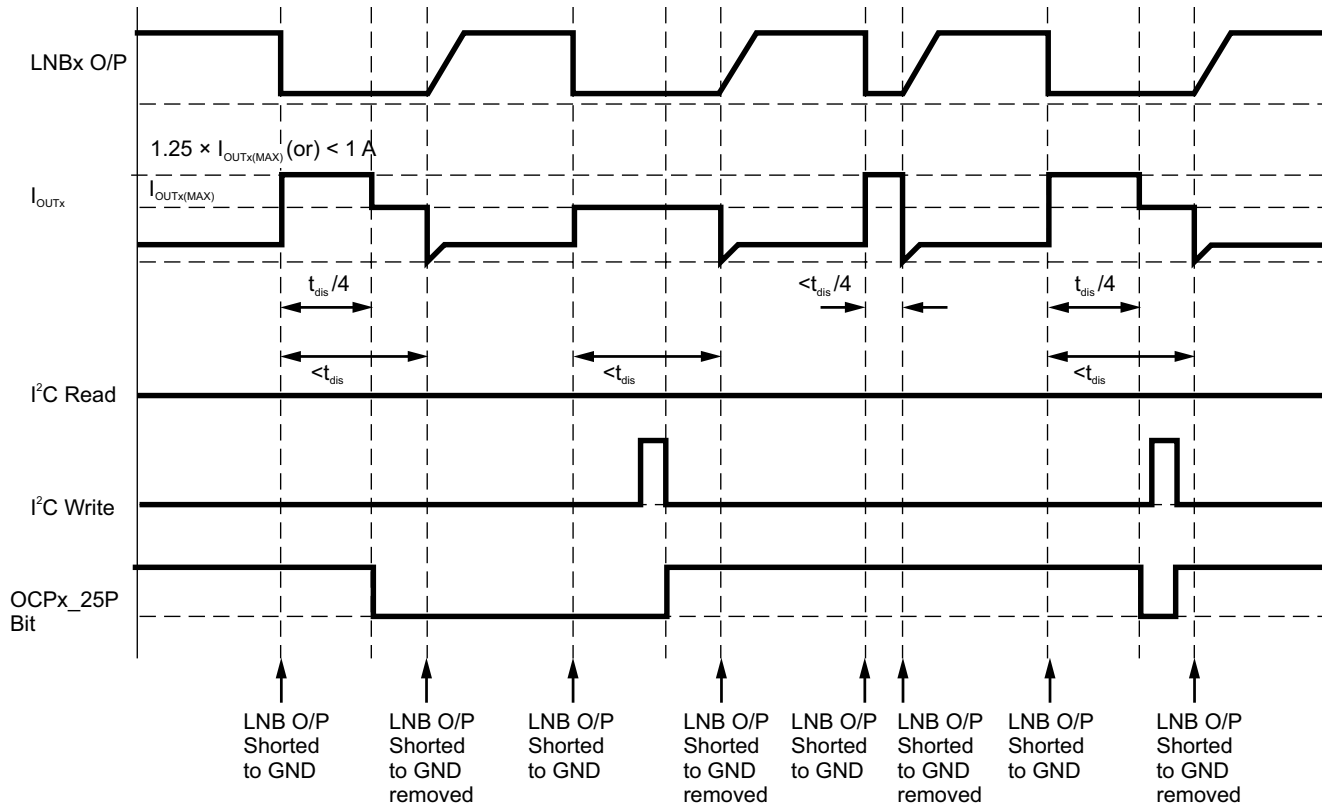 LNBx O/P
1.25 × I_OUTx(MAX) (or) < 1 A
I_OUTx
I_OUTx(MAX)
t_dis/4
<t_dis/4
t_dis/4
<t_dis
<t_dis
<t_dis
I²C Read
I²C Write
OCPx_25P
Bit
LNB O/P
Shorted
to GND
LNB O/P
Shorted
to GND
removed
LNB O/P
Shorted
to GND
LNB O/P
Shorted
to GND
removed
LNB O/P
Shorted
to GND
LNB O/P
Shorted
to GND
removed
LNB O/P
Shorted
to GND
LNB O/P
Shorted
to GND
removed